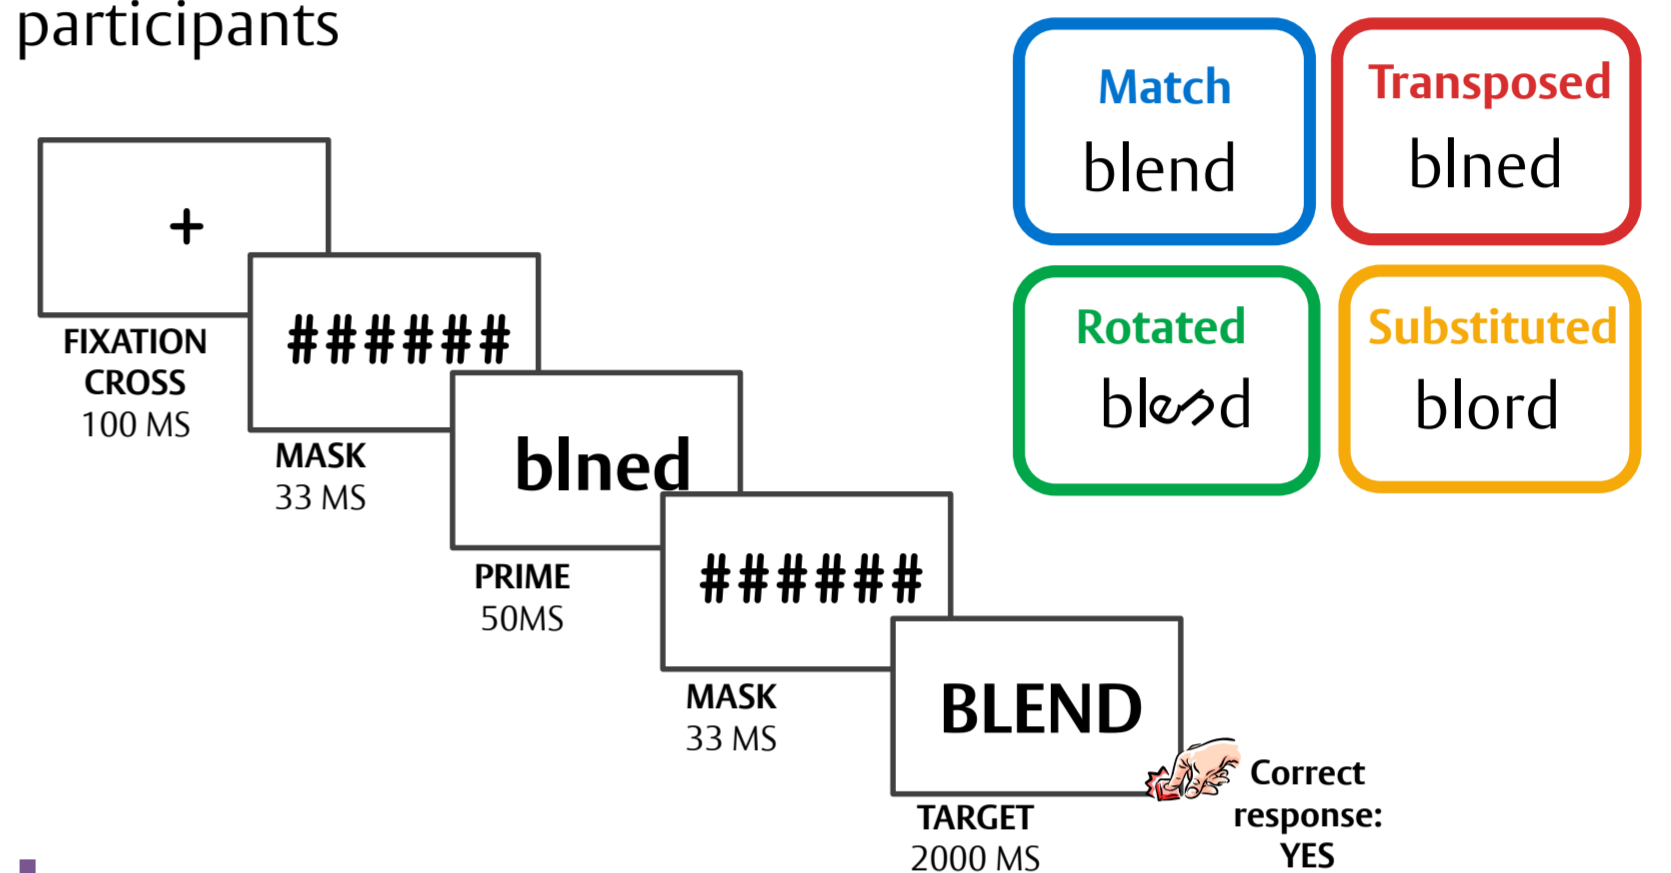 participants
Match
blend
Transposed
blned
Rotated
blend
Substituted
blord
+
FIXATION
CROSS
100 MS
######
MASK
33 MS
blned
PRIME
50MS
######
MASK
33 MS
BLEND
TARGET
2000 MS
Correct
response:
YES